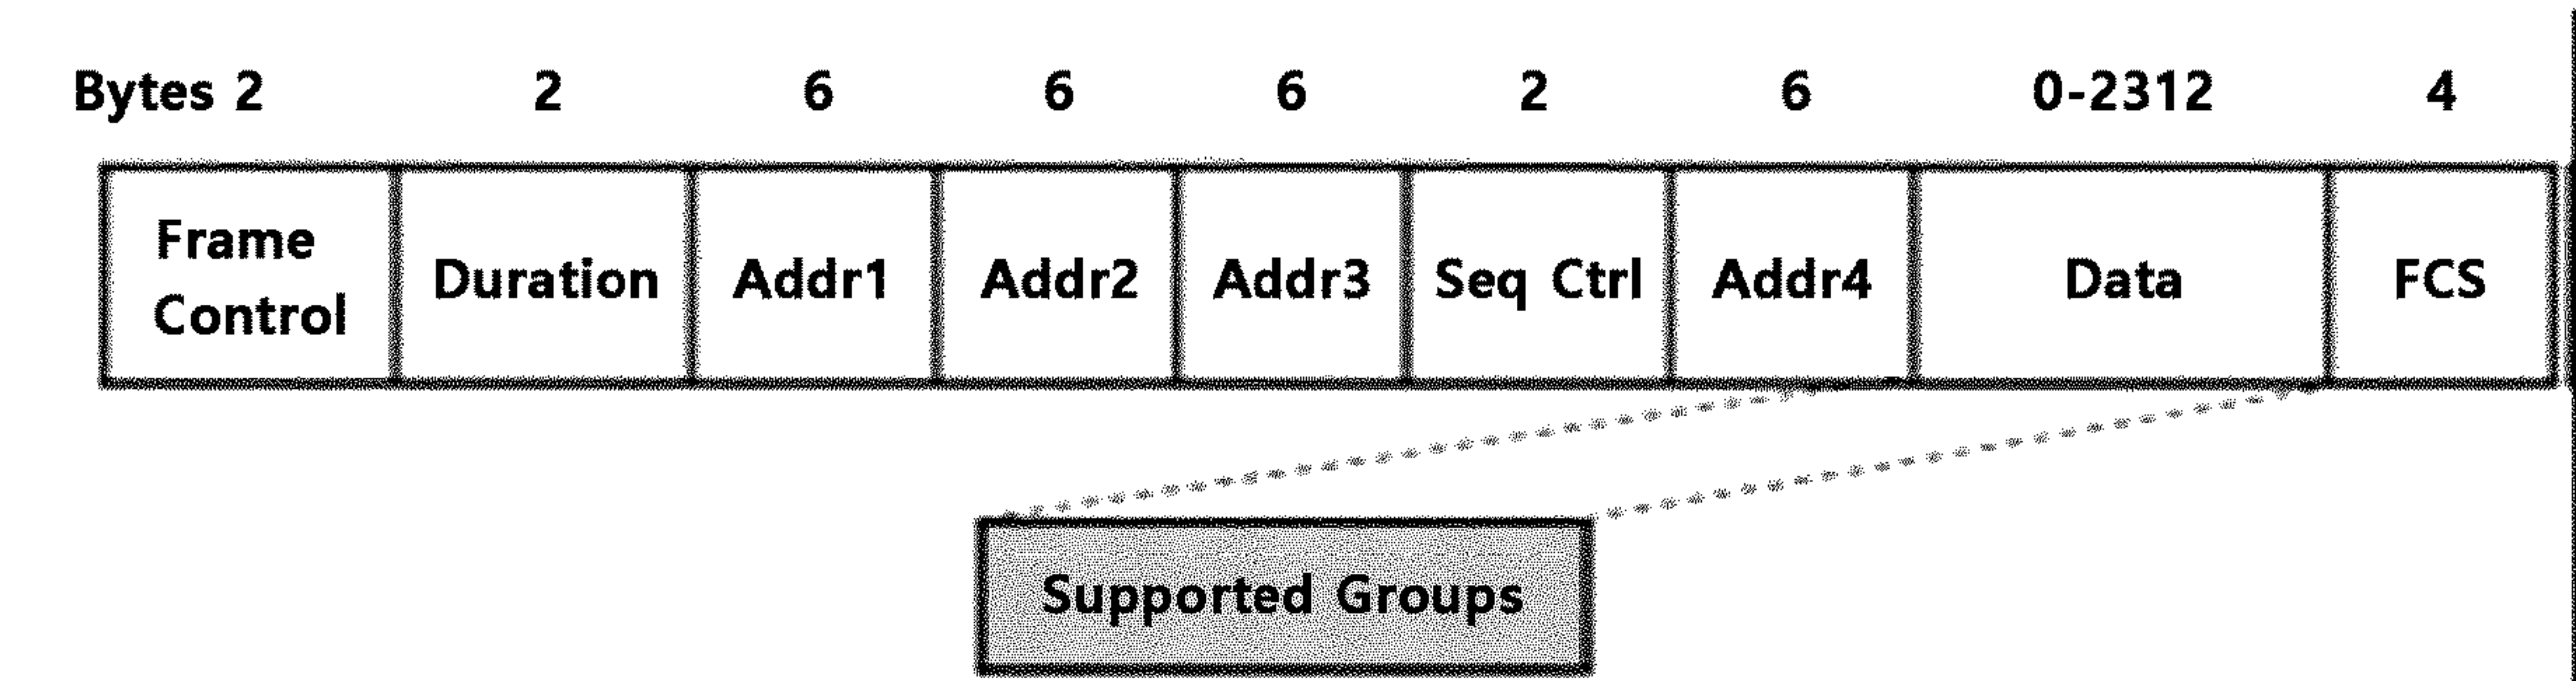 Bytes 2 2 6 6 6 2 6 0-2312 4
Frame Control Duration Addr1 Addr2 Addr3 Seq Ctrl Addr4 Data FCS
Supported Groups